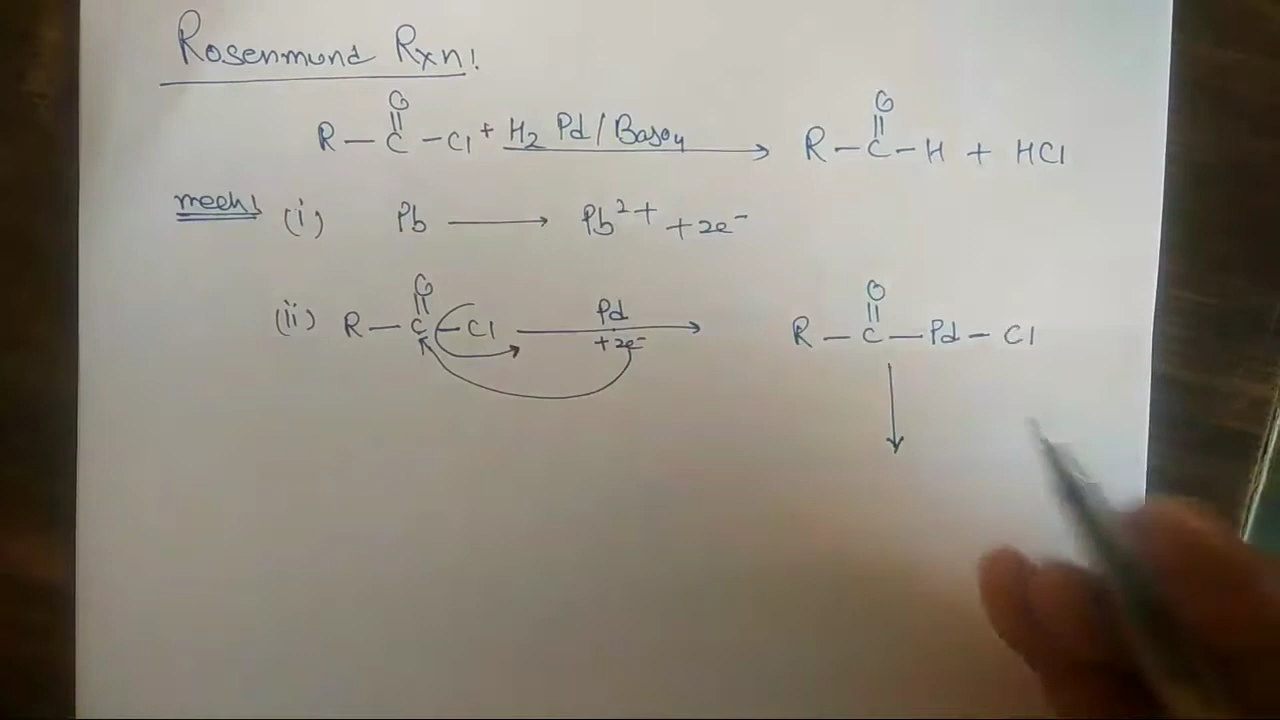 Rosenmund Rxn!
O O
R — C — Cl + H2 Pd/BaSO4 → R — C — H + HCl
mech! (i) Pb → Pb2+ + 2e-
O O
(ii) R — C — Cl Pd → R — C — Pd — Cl
+2e-